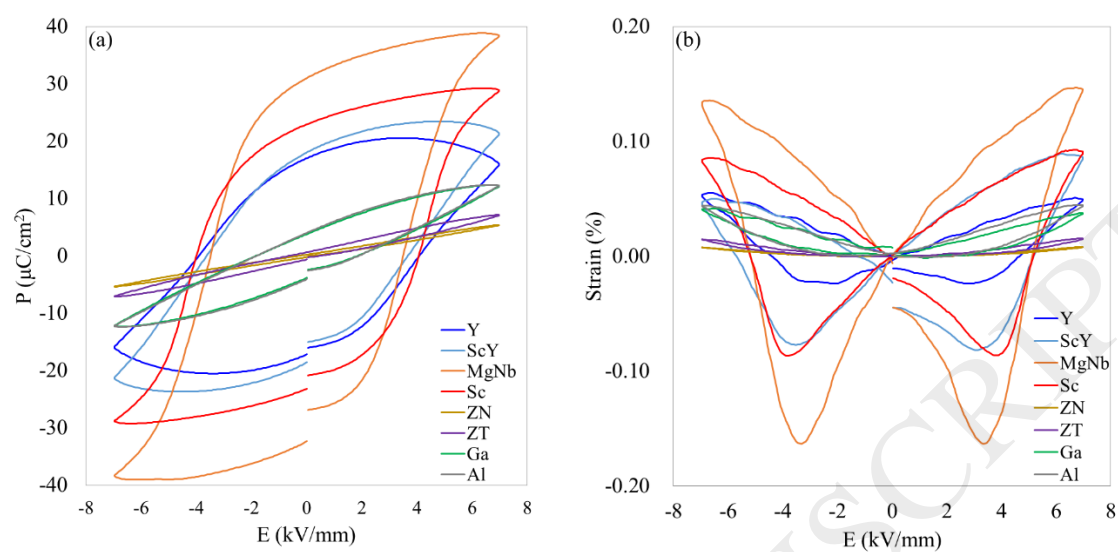 (a)
40
30
20
10
0
-10
-20
-30
-40
P (µC/cm²)
-8 -6 -4 -2 0 2 4 6 8
E (kV/mm)
Y
ScY
MgNb
Sc
ZN
ZT
Ga
Al
(b)
0.20
0.10
0.00
-0.10
-0.20
Strain (%)
-8 -6 -4 -2 0 2 4 6 8
E (kV/mm)
Y
ScY
MgNb
Sc
ZN
ZT
Ga
Al
SCRIPT